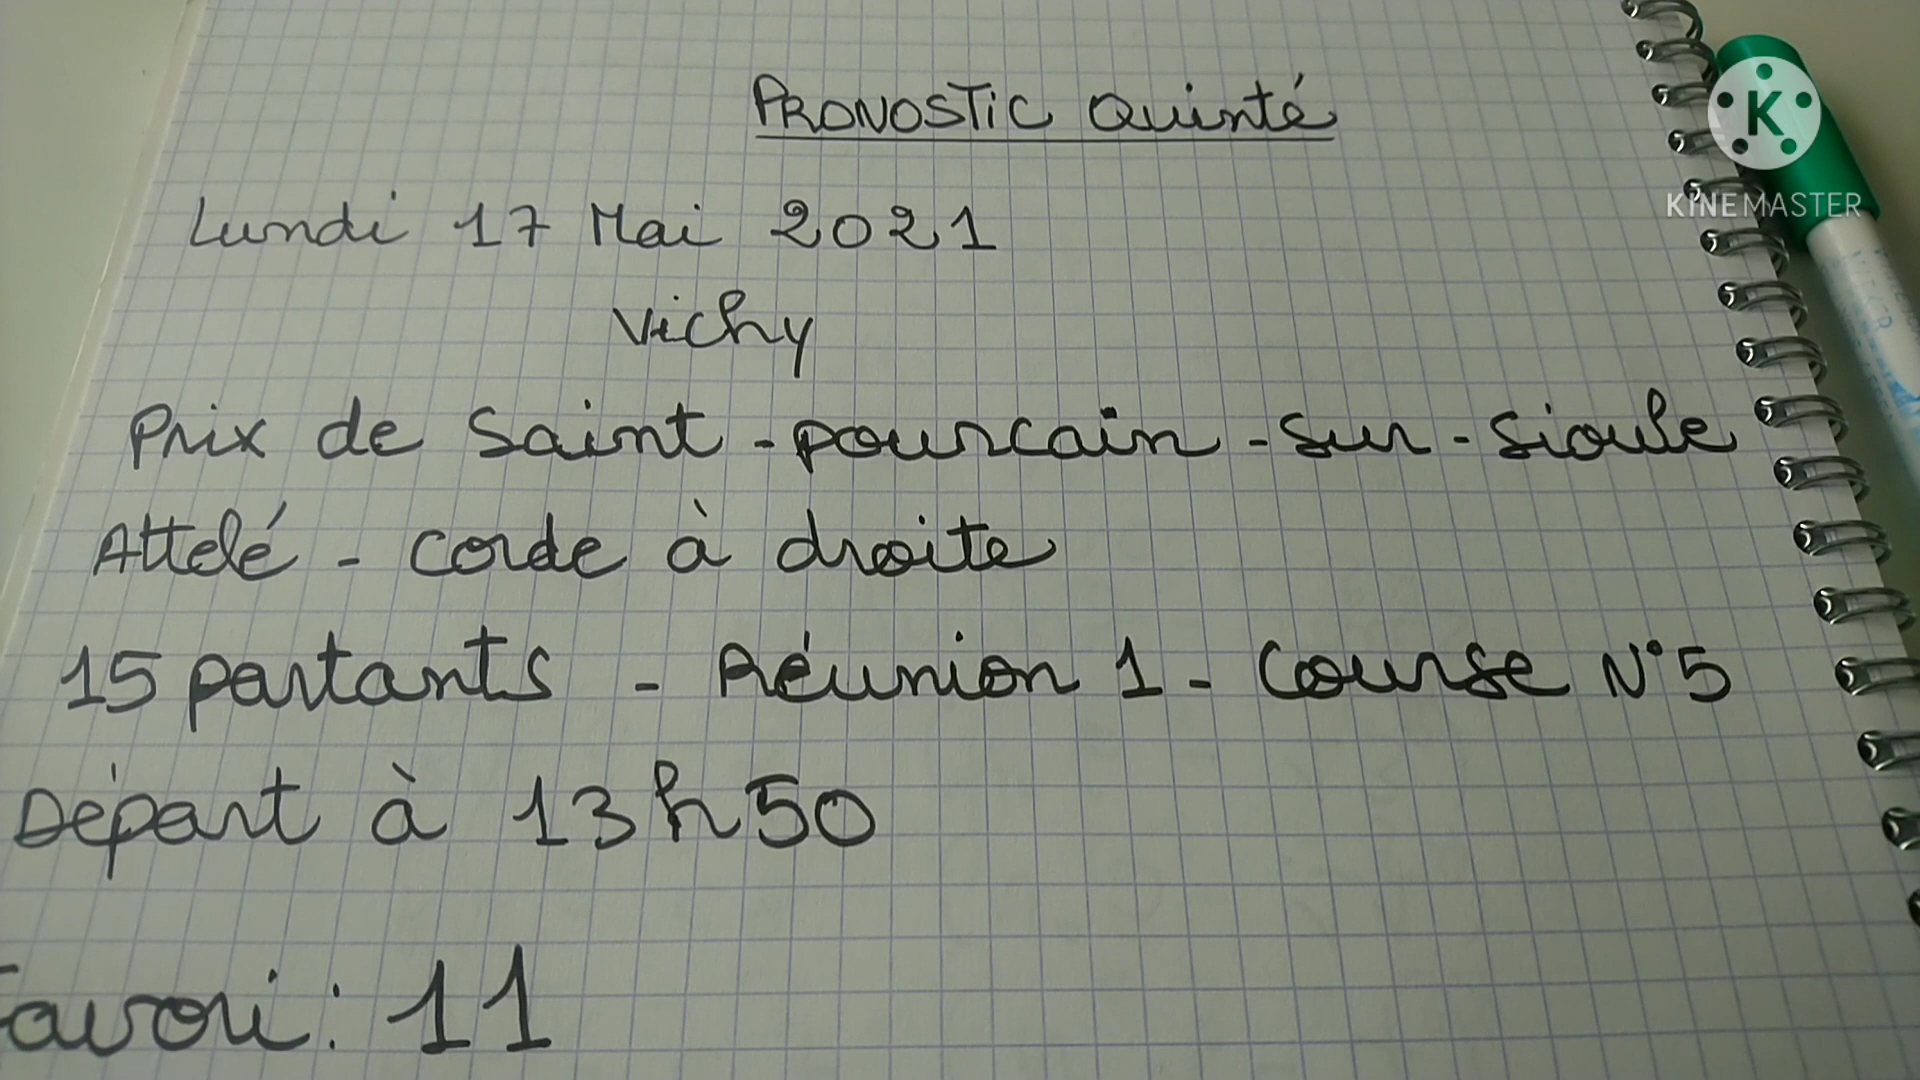 PRONOSTIC Quinté
Lundi 17 Mai 2021
Vichy
Prix de Saint-pourcain-sur-sioule
Attelé - corde à droite
15 partants - Réunion 1 - Course N°5
Départ à 13h50
Favori: 11
K
KINEMASTER